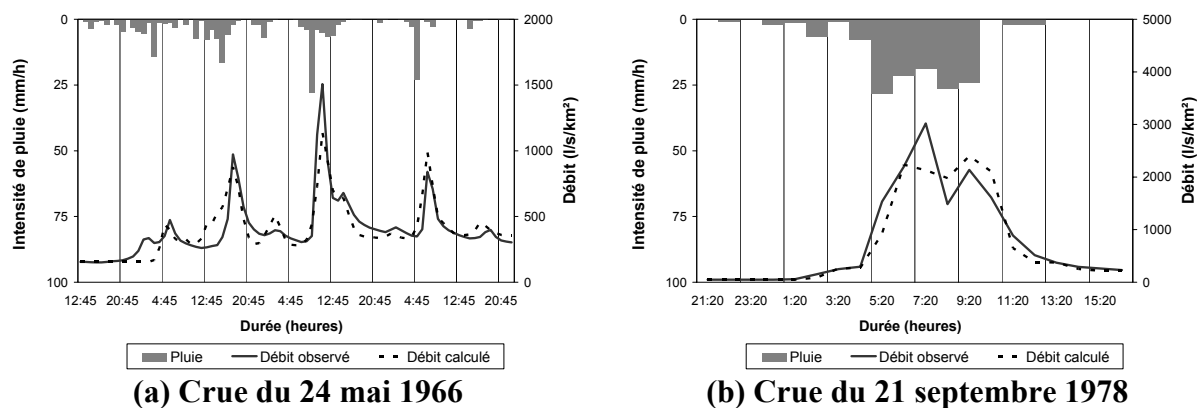 0
25
50
75
100
Intensité de pluie (mm/h)
2000
1500
1000
500
0
Débit (l/s/km²)
12:45 20:45 4:45 12:45 20:45 4:45 12:45 20:45 4:45 12:45 20:45
Durée (heures)
Pluie Débit observé Débit calculé
(a) Crue du 24 mai 1966
0
25
50
75
100
Intensité de pluie (mm/h)
5000
4000
3000
2000
1000
0
Débit (l/s/km²)
21:20 23:20 1:20 3:20 5:20 7:20 9:20 11:20 13:20 15:20
Durée (heures)
Pluie Débit observé Débit calculé
(b) Crue du 21 septembre 1978